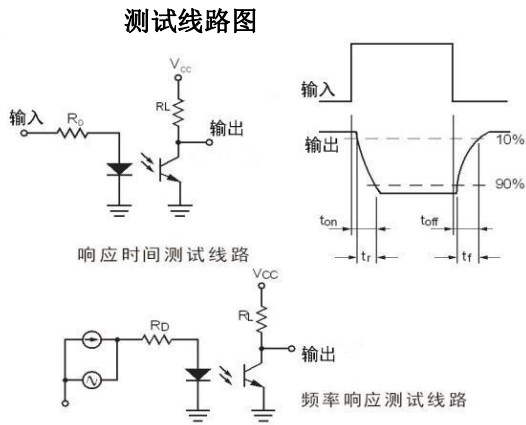 测试线路图
Vcc
RL
输入
RD
输出
响应时间测试线路
输入
输出
10%
90%
ton
toff
tr
tf
VCC
RL
RD
输出
频率响应测试线路